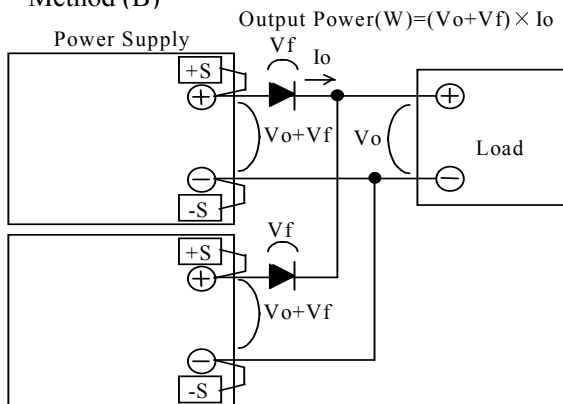 Method (B)
Output Power(W)=(Vo+Vf)×Io
Power Supply
Vf
Io
+S
+
Vo+Vf
Vo
+
Load
−
−
-S
Vf
+S
+
Vo+Vf
−
-S